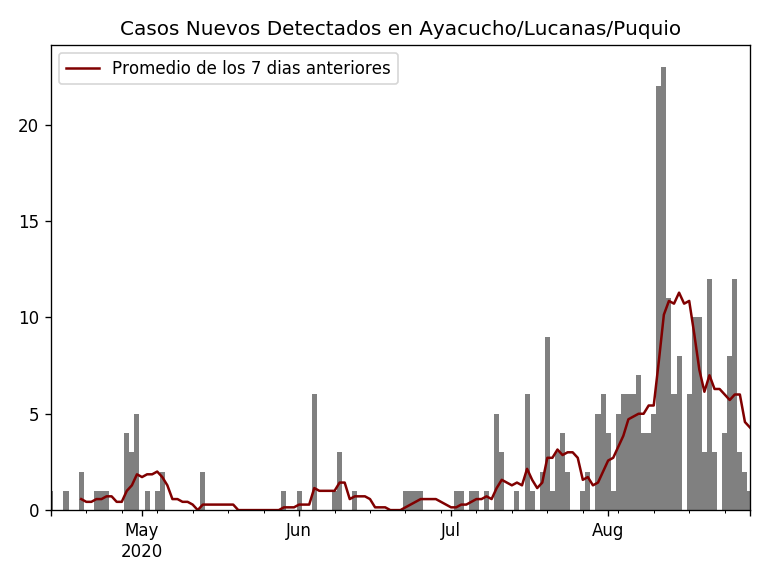 Casos Nuevos Detectados en Ayacucho/Lucanas/Puquio
Promedio de los 7 dias anteriores
20
15
10
5
0
May Jun Jul Aug
2020